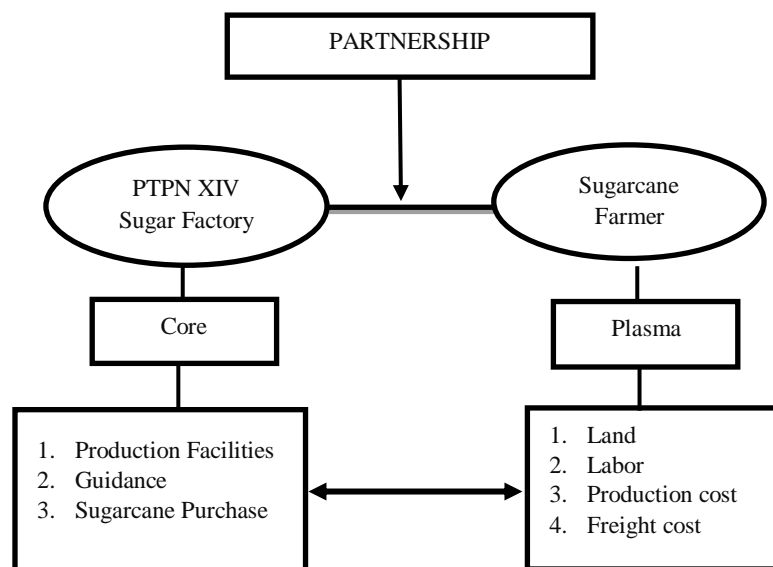 PARTNERSHIP
PTPN XIV
Sugar Factory
Sugarcane
Farmer
Core
Plasma
1. Production Facilities
2. Guidance
3. Sugarcane Purchase
1. Land
2. Labor
3. Production cost
4. Freight cost